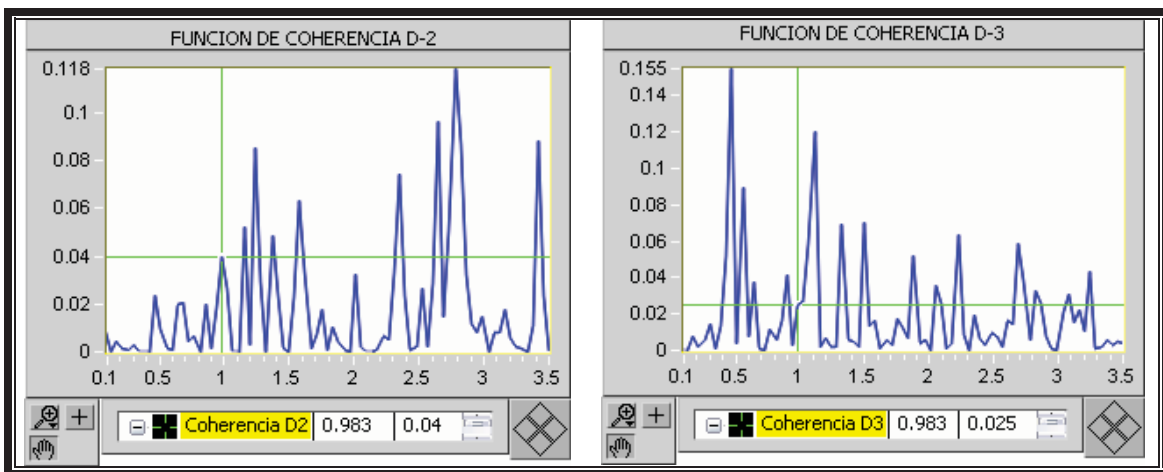 FUNCION DE COHERENCIA D-2
0.118
0.1
0.08
0.06
0.04
0.02
0
0.1 0.5 1 1.5 2 2.5 3 3.5
Coherencia D2 0.983 0.04
FUNCION DE COHERENCIA D-3
0.155
0.14
0.12
0.1
0.08
0.06
0.04
0.02
0
0.1 0.5 1 1.5 2 2.5 3 3.5
Coherencia D3 0.983 0.025